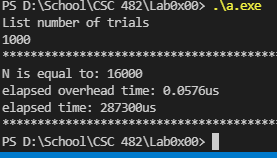 PS D:\School\CSC 482\Lab0x00> .\a.exe
List number of trials
1000
****************************************
N is equal to: 16000
elapsed overhead time: 0.0576us
elapsed time: 287300us
****************************************
PS D:\School\CSC 482\Lab0x00>